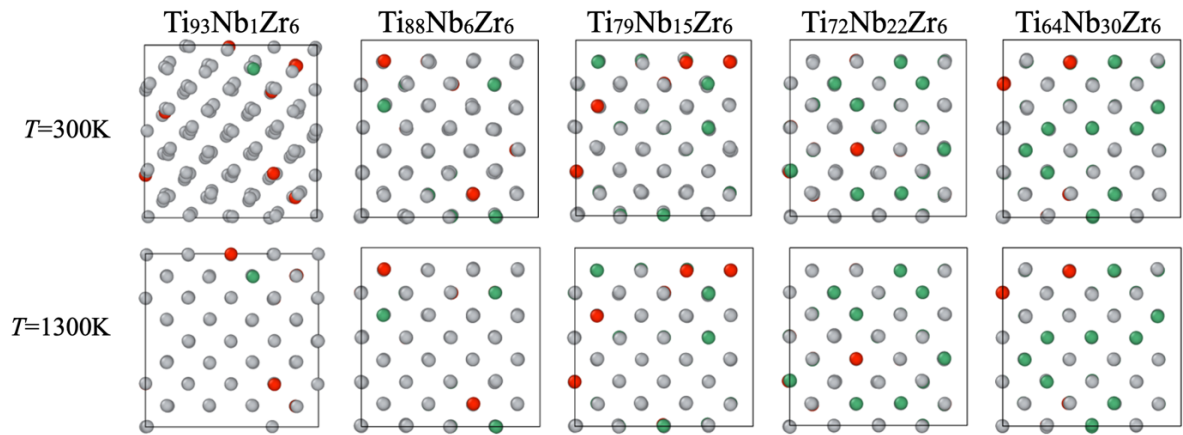 Ti₉₃Nb₁Zr₆ Ti₈₈Nb₆Zr₆ Ti₇₉Nb₁₅Zr₆ Ti₇₂Nb₂₂Zr₆ Ti₆₄Nb₃₀Zr₆
T=300K
T=1300K